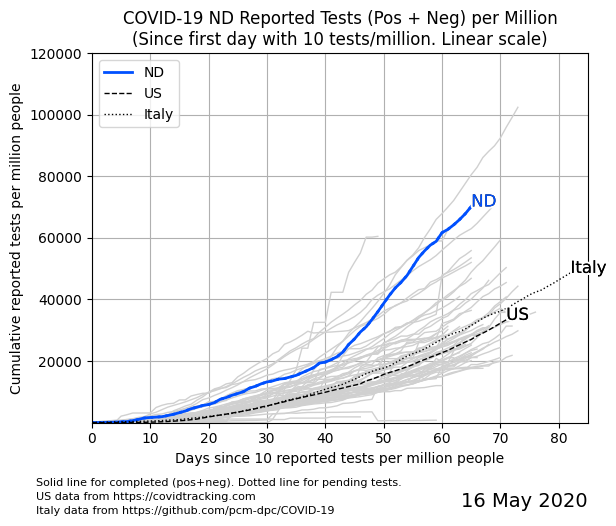 COVID-19 ND Reported Tests (Pos + Neg) per Million
(Since first day with 10 tests/million. Linear scale)
Cumulative reported tests per million people
120000
100000
80000
60000
40000
20000
ND
US
Italy
ND
Italy
US
0 10 20 30 40 50 60 70 80
Days since 10 reported tests per million people
Solid line for completed (pos+neg). Dotted line for pending tests.
US data from https://covidtracking.com
Italy data from https://github.com/pcm-dpc/COVID-19
16 May 2020